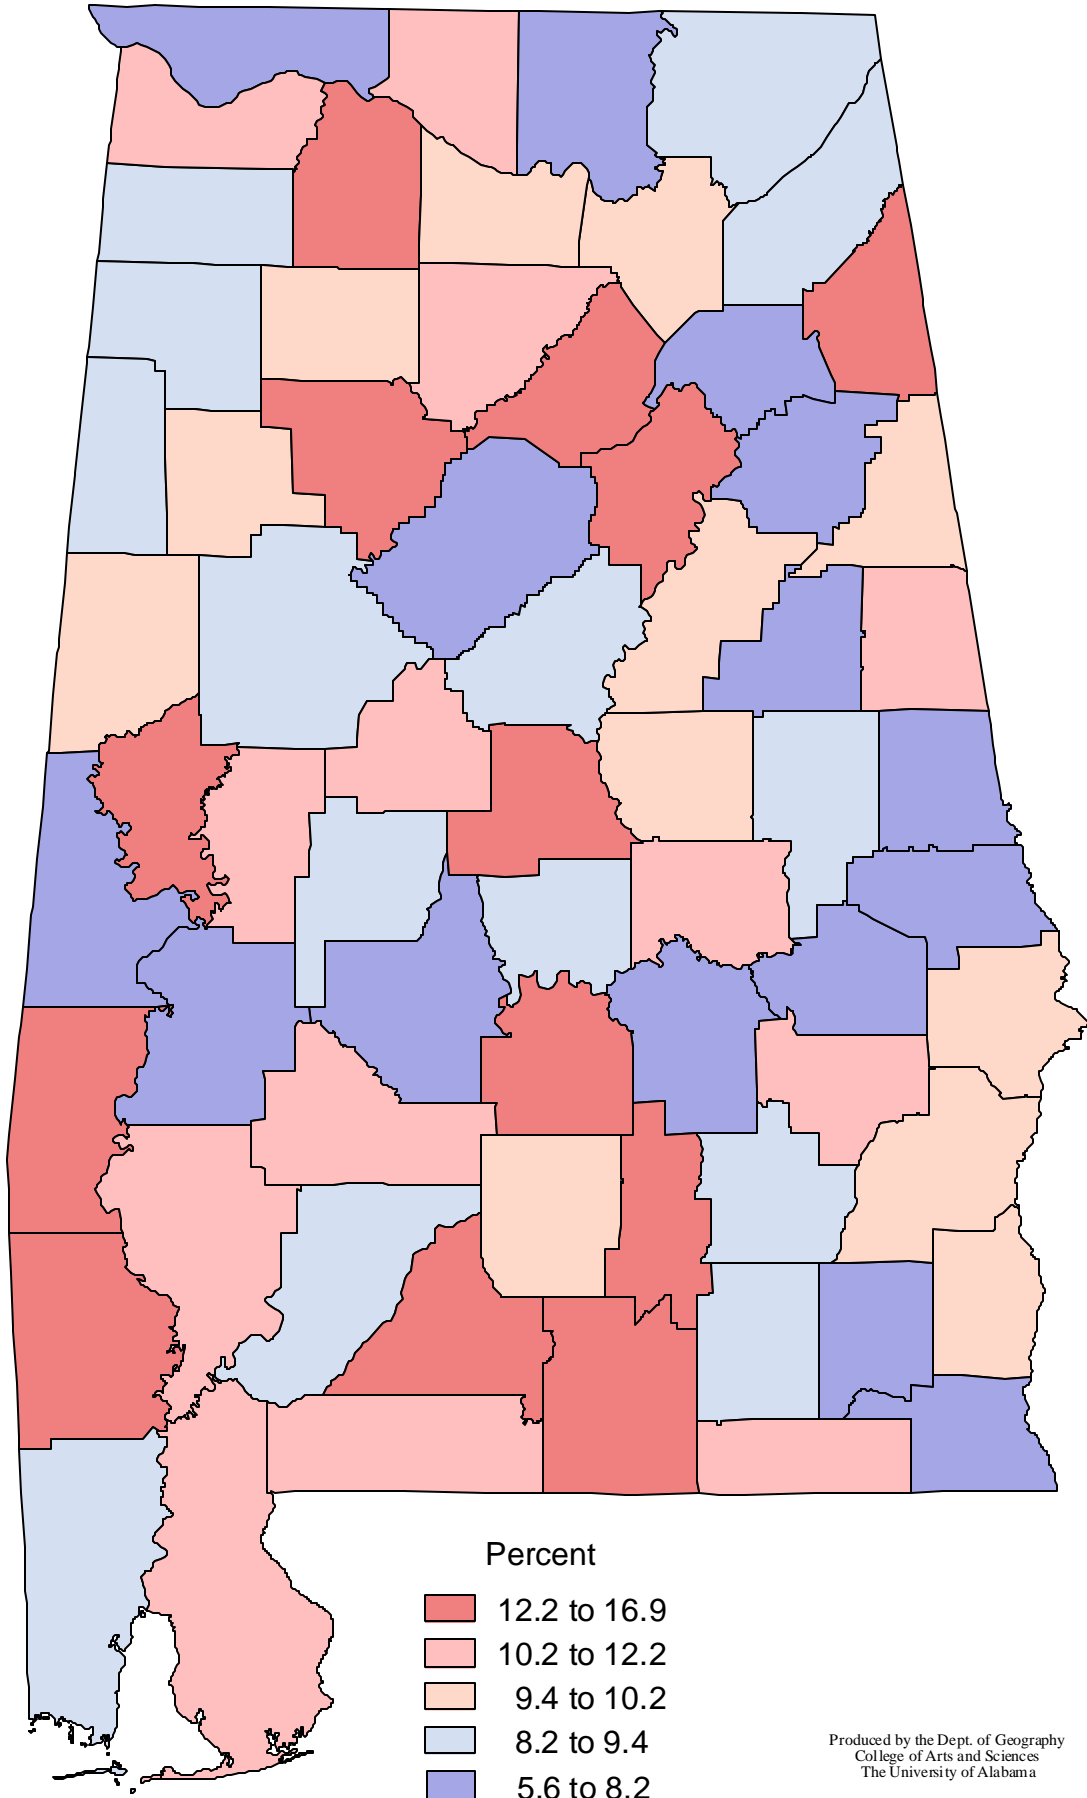 Percent
12.2 to 16.9
10.2 to 12.2
9.4 to 10.2
8.2 to 9.4
5.6 to 8.2
Produced by the Dept. of Geography
College of Arts and Sciences
The University of Alabama